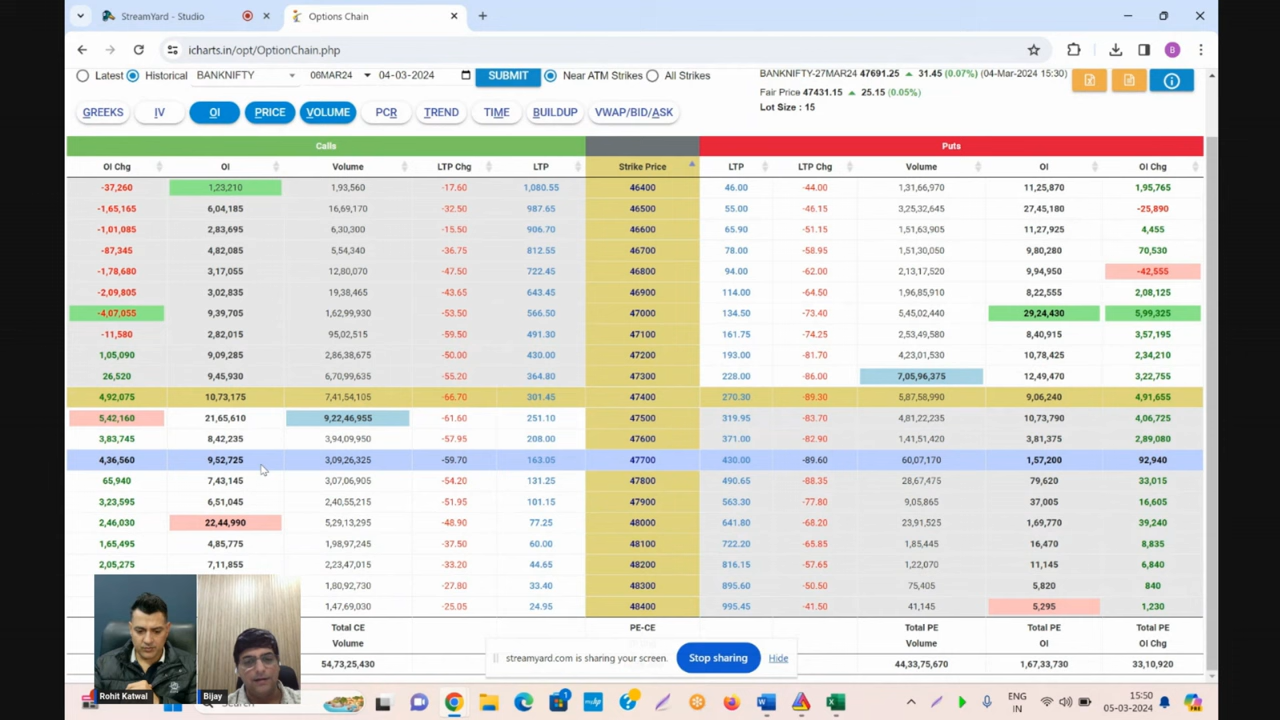 StreamYard - Studio
Options Chain
icharts.in/opt/OptionChain.php
Latest Historical BANKNIFTY 06MAR24 04-03-2024 SUBMIT Near ATM Strikes All Strikes
BANKNIFTY-27MAR24 47691.25 31.45 (0.07%) (04-Mar-2024 15:30)
Fair Price 47431.15 25.15 (0.05%)
Lot Size : 15
GREEKS IV OI PRICE VOLUME PCR TREND TIME BUILDUP VWAP/BID/ASK
Calls Puts
OI Chg OI Volume LTP Chg LTP Strike Price LTP LTP Chg Volume OI OI Chg
-37,260 1,23,210 1,93,560 -17.60 1,080.55 46400 46.00 -44.00 1,31,66,970 11,25,870 1,95,765
-1,65,165 6,04,185 16,69,170 -32.50 987.65 46500 55.00 -46.15 3,25,32,645 27,45,180 -25,890
-1,01,085 2,83,695 6,30,300 -15.50 906.70 46600 65.90 -51.15 1,51,63,905 11,27,925 4,455
-87,345 4,82,085 5,54,340 -36.75 812.55 46700 78.00 -58.95 1,51,30,050 9,80,280 70,530
-1,78,680 3,17,055 12,80,070 -47.50 722.45 46800 94.00 -62.00 2,13,17,520 9,94,950 -42,555
-2,09,805 3,02,835 19,38,465 -43.65 643.45 46900 114.00 -64.50 1,96,85,910 8,22,555 2,08,125
-4,07,055 9,39,705 1,62,99,930 -53.50 566.50 47000 134.50 -73.40 5,45,02,440 29,24,430 5,99,325
-11,580 2,82,015 95,02,515 -59.50 491.30 47100 161.75 -74.25 2,53,49,580 8,40,915 3,57,195
1,05,090 9,09,285 2,86,38,675 -50.00 430.00 47200 193.00 -81.70 4,23,01,530 10,78,425 2,34,210
26,520 9,45,930 6,70,99,635 -55.20 364.80 47300 228.00 -86.00 7,05,96,375 12,49,470 3,22,755
4,92,075 10,73,175 7,41,54,105 -66.70 301.45 47400 270.30 -89.30 5,87,58,990 9,06,240 4,91,655
5,42,160 21,65,610 9,22,46,955 -61.60 251.10 47500 319.95 -83.70 4,81,22,235 10,73,790 4,06,725
3,83,745 8,42,235 3,94,09,950 -57.95 208.00 47600 371.00 -82.90 1,41,51,420 3,81,375 2,89,080
4,36,560 9,52,725 3,09,26,325 -59.70 163.05 47700 430.00 -89.60 60,07,170 1,57,200 92,940
65,940 7,43,145 3,07,06,905 -54.20 131.25 47800 490.65 -88.35 28,67,475 79,620 33,015
3,23,595 6,51,045 2,40,55,215 -51.95 101.15 47900 563.30 -77.80 9,05,865 37,005 16,605
2,46,030 22,44,990 5,29,13,295 -48.90 77.25 48000 641.80 -68.20 23,91,525 1,69,770 39,240
1,65,495 4,85,775 1,98,97,245 -37.50 60.00 48100 722.20 -65.85 1,85,445 16,470 8,835
2,05,275 7,11,855 2,23,47,015 -33.20 44.65 48200 816.15 -57.65 1,22,070 11,145 6,840
1,80,92,730 -27.80 33.40 48300 895.60 -50.50 75,405 5,820 840
1,47,69,030 -25.05 24.95 48400 995.45 -41.50 41,145 5,295 1,230
Total CE Volume PE-CE Total PE Volume Total PE OI Total PE OI Chg
54,73,25,430 44,33,75,670 1,67,33,730 33,10,920
streamyard.com is sharing your screen. Stop sharing Hide
Rohit Katwal Bijay
Search
ENG IN
15:50
05-03-2024